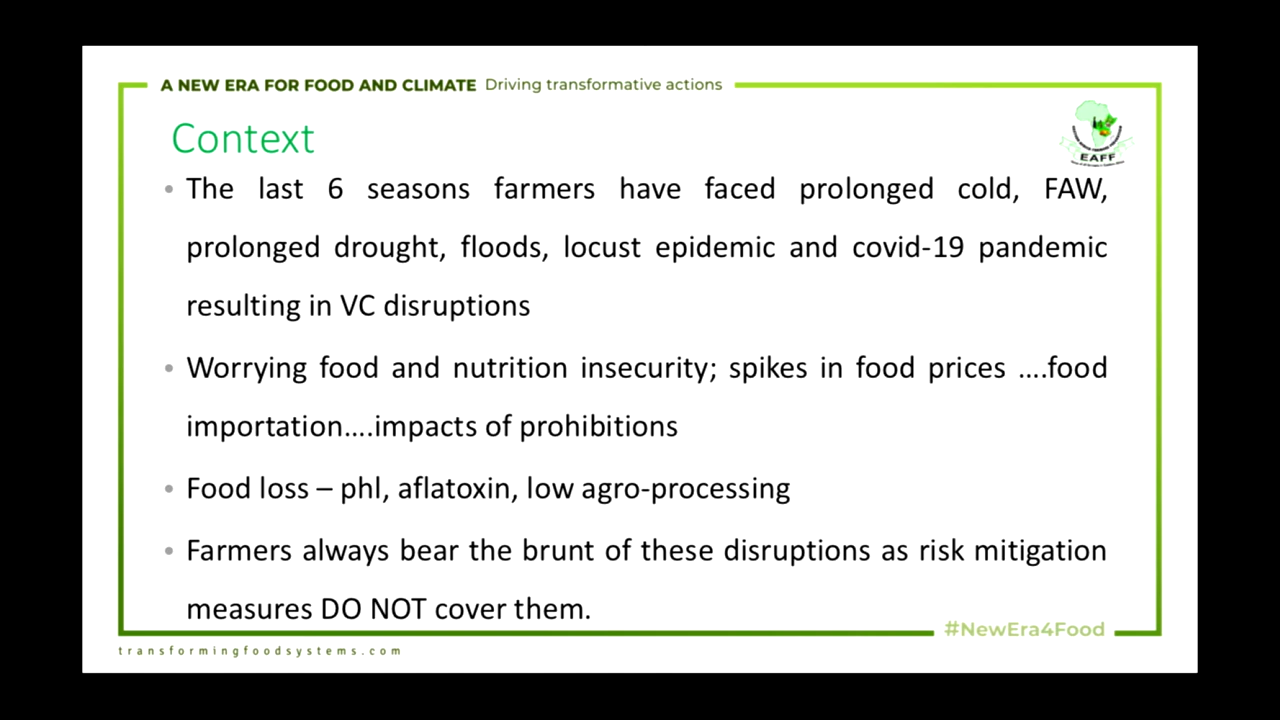 A NEW ERA FOR FOOD AND CLIMATE Driving transformative actions
Context
EAFF
• The last 6 seasons farmers have faced prolonged cold, FAW,
prolonged drought, floods, locust epidemic and covid-19 pandemic
resulting in VC disruptions
• Worrying food and nutrition insecurity; spikes in food prices ....food
importation....impacts of prohibitions
• Food loss – phl, aflatoxin, low agro-processing
• Farmers always bear the brunt of these disruptions as risk mitigation
measures DO NOT cover them.
#NewEra4Food
transformingfoodsystems.com